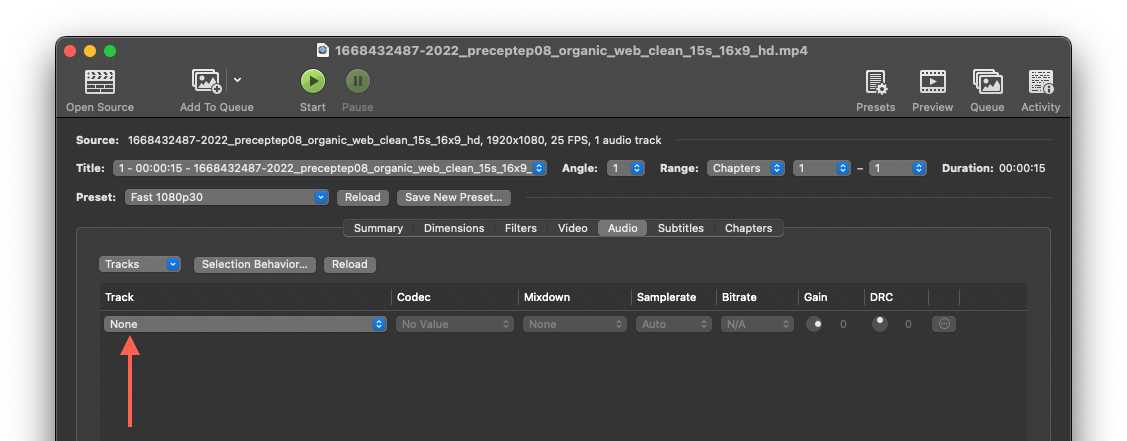 1668432487-2022_preceptep08_organic_web_clean_15s_16x9_hd.mp4
Open Source Add To Queue Start Pause Presets Preview Queue Activity
Source: 1668432487-2022_preceptep08_organic_web_clean_15s_16x9_hd, 1920x1080, 25 FPS, 1 audio track
Title: 1 - 00:00:15 - 1668432487-2022_preceptep08_organic_web_clean_15s_16x9_ Angle: 1 Range: Chapters 1 – 1 Duration: 00:00:15
Preset: Fast 1080p30 Reload Save New Preset...
Summary Dimensions Filters Video Audio Subtitles Chapters
Tracks Selection Behavior... Reload
Track Codec Mixdown Samplerate Bitrate Gain DRC
None No Value None Auto N/A 0 0